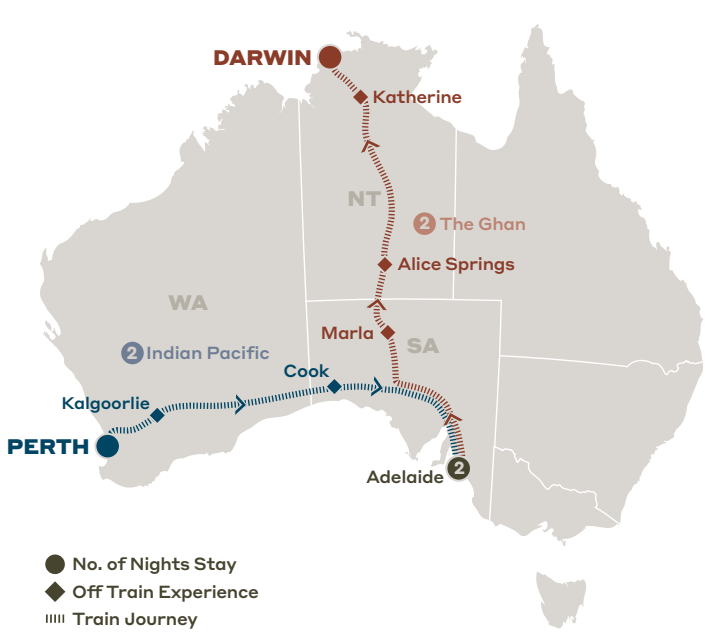 DARWIN
Katherine
NT
2 The Ghan
Alice Springs
WA
Marla
SA
2 Indian Pacific
Cook
Kalgoorlie
PERTH
2
Adelaide
No. of Nights Stay
Off Train Experience
Train Journey